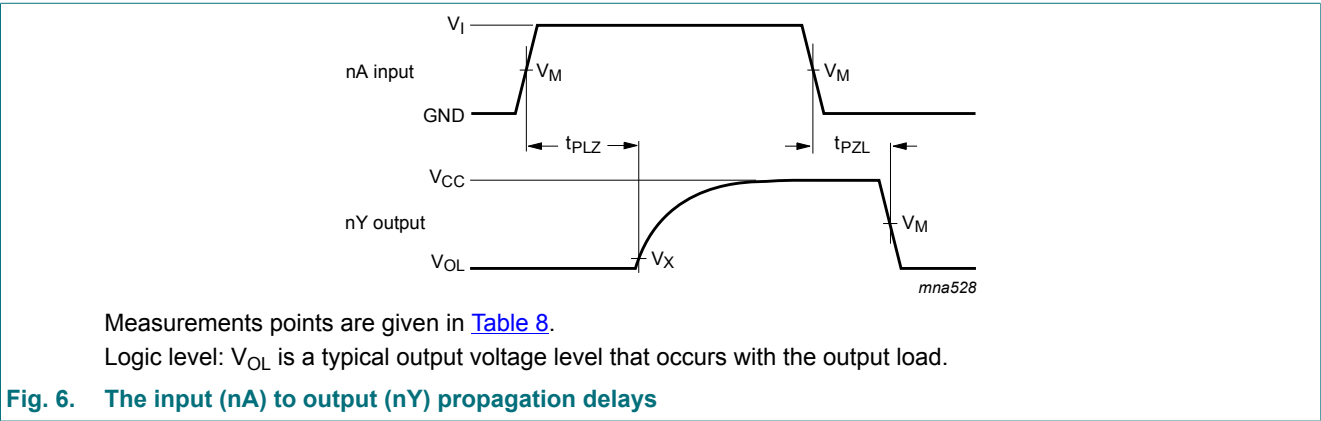 V_I
nA input
V_M
V_M
GND
t_PLZ
t_PZL
V_CC
nY output
V_M
V_OL
V_X
mna528
Measurements points are given in Table 8.
Logic level: V_OL is a typical output voltage level that occurs with the output load.
Fig. 6. The input (nA) to output (nY) propagation delays